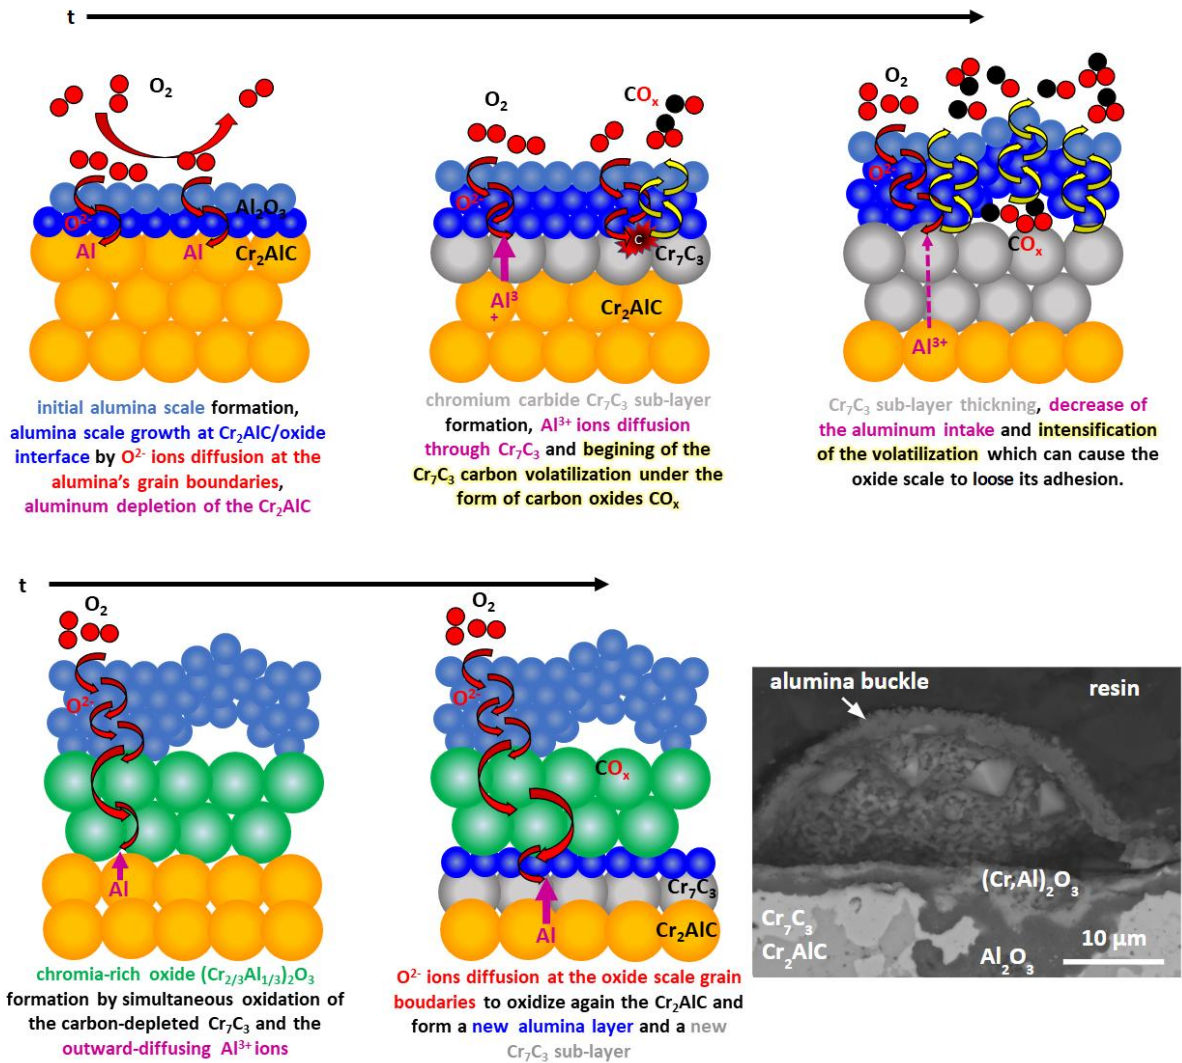 t
O2
Al2O3
O2-
Al
Al
Cr2AlC
initial alumina scale formation,
alumina scale growth at Cr2AlC/oxide
interface by O2- ions diffusion at the
alumina's grain boundaries,
aluminum depletion of the Cr2AlC
O2
COx
O2-
C
Cr7C3
Al3
+
Cr2AlC
chromium carbide Cr7C3 sub-layer
formation, Al3+ ions diffusion
through Cr7C3 and begining of the
Cr7C3 carbon volatilization under the
form of carbon oxides COx
O2
O2-
COx
Al3+
Cr7C3 sub-layer thickning, decrease of
the aluminum intake and intensification
of the volatilization which can cause the
oxide scale to loose its adhesion.
t
O2
O2-
Al
chromia-rich oxide (Cr2/3Al1/3)2O3
formation by simultaneous oxidation of
the carbon-depleted Cr7C3 and the
outward-diffusing Al3+ ions
O2
O2-
COx
Cr7C3
Al
Cr2AlC
O2- ions diffusion at the oxide scale grain
boudaries to oxidize again the Cr2AlC and
form a new alumina layer and a new
Cr7C3 sub-layer
alumina buckle
resin
(Cr,Al)2O3
Cr7C3
Cr2AlC
Al2O3
10 µm